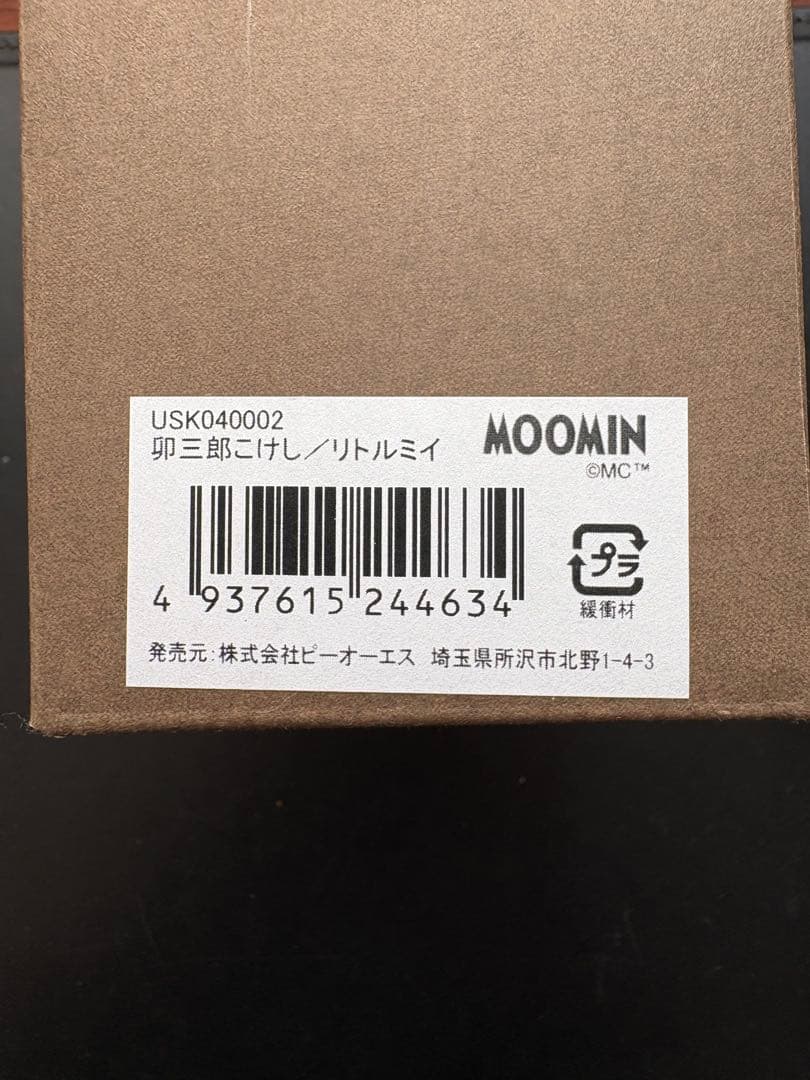 USK040002
卯三郎こけし／リトルミイ
MOOMIN
©MC™
4 937615 244634
プラ
緩衝材
発売元：株式会社ピーオーエス 埼玉県所沢市北野1-4-3